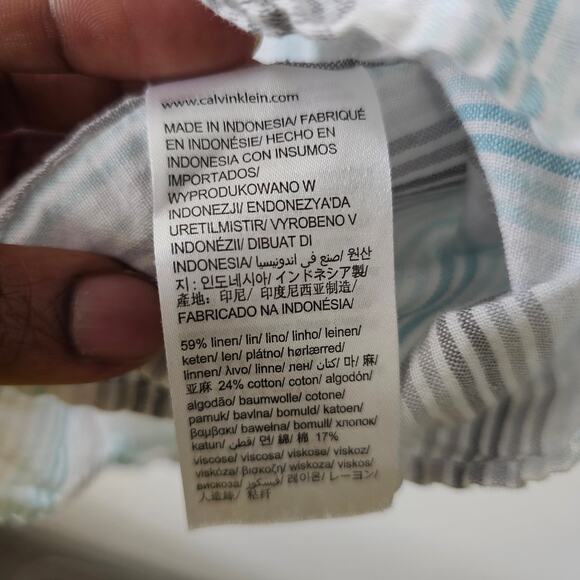 www.calvinklein.com
MADE IN INDONESIA/ FABRIQUÉ
EN INDONÉSIE/ HECHO EN
INDONESIA CON INSUMOS
IMPORTADOS/
WYPRODUKOWANO W
INDONEZJI/ ENDONEZYA'DA
URETILMISTIR/ VYROBENO V
INDONÉZII/ DIBUAT DI
INDONESIA/ صنع في اندونيسيا/ 원산
지 : 인도네시아/ インドネシア製/
產地: 印尼/ 印度尼西亚制造/
FABRICADO NA INDONÉSIA/
59% linen/ lin/ lino/ linho/ leinen/
keten/ len/ plátno/ hørlærred/
linnen/ λινο/ linne/ лен/ كتان/ 마/ 麻/
亚麻 24% cotton/ coton/ algodón/
algodão/ baumwolle/ cotone/
pamuk/ bavlna/ bomuld/ katoen/
βαμβακι/ bawełna/ bomull/ хлопок/
katun/ قطن/ 면/ 綿/ 棉 17%
viscose/ viscosa/ viskose/ viskoz/
viskóza/ βισκοζη/ wiskoza/ viskos/
вискоза/ فيسكوز/ 레이온/ レーヨン/
人造絲/ 粘纤